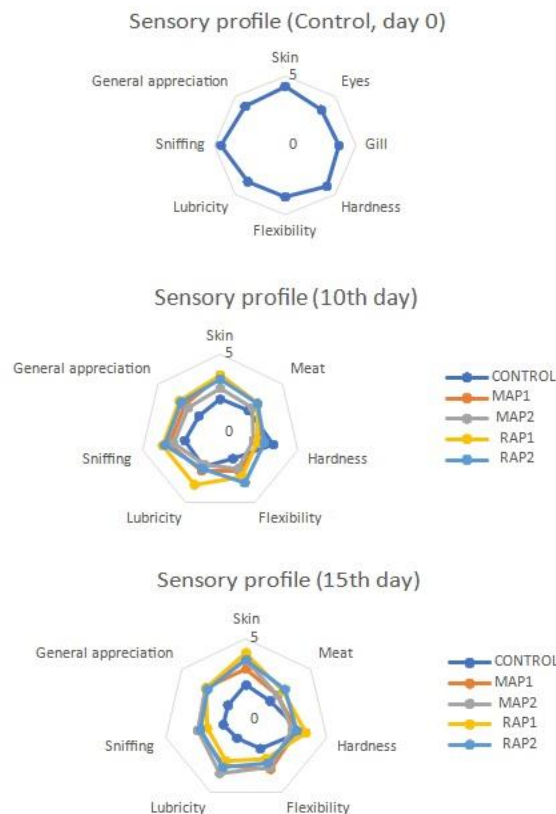 Sensory profile (Control, day 0)
Skin
5
General appreciation
Eyes
Sniffing
0
Gill
Lubricity
Hardness
Flexibility
Sensory profile (10th day)
Skin
5
General appreciation
Meat
CONTROL
MAP1
MAP2
RAP1
RAP2
0
Sniffing
Hardness
Lubricity
Flexibility
Sensory profile (15th day)
Skin
5
General appreciation
Meat
CONTROL
MAP1
MAP2
RAP1
RAP2
0
Sniffing
Hardness
Lubricity
Flexibility